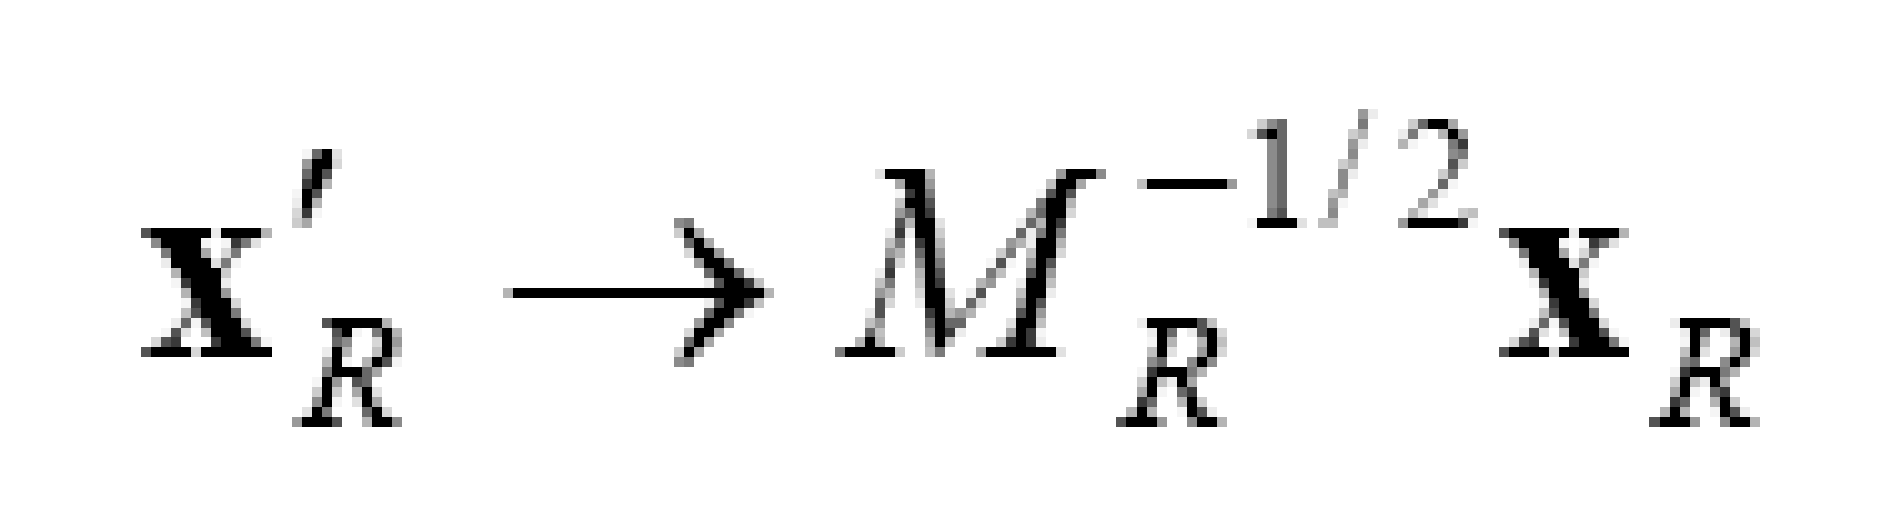 𝐱′_R ⟶ M_R^{−1/2} 𝐱_R